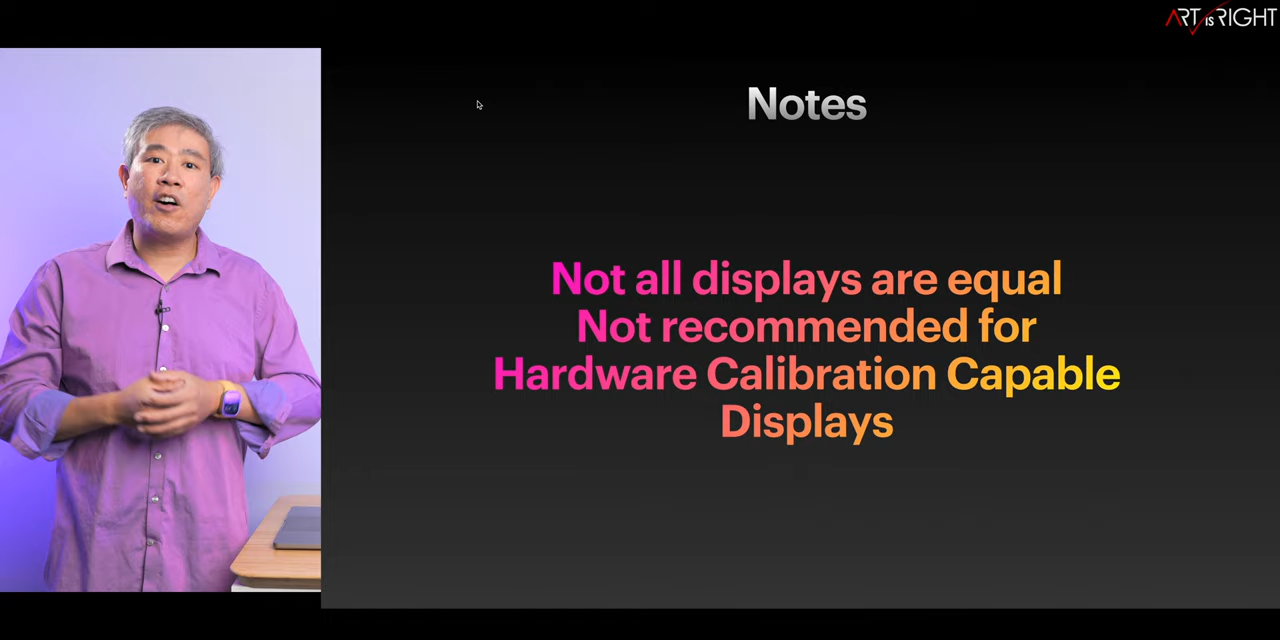 ART IS RIGHT
Notes
Not all displays are equal
Not recommended for
Hardware Calibration Capable
Displays